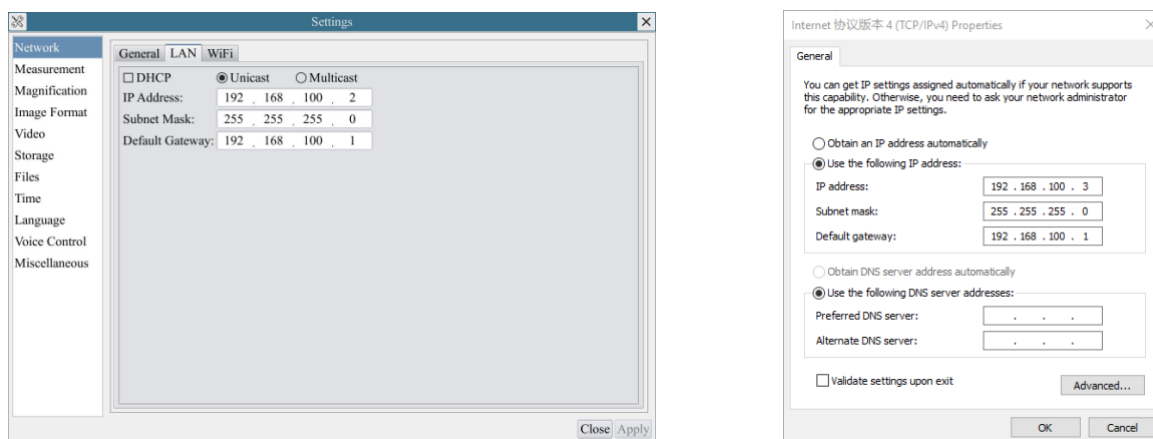 Settings
Network
Measurement
Magnification
Image Format
Video
Storage
Files
Time
Language
Voice Control
Miscellaneous
General LAN WiFi
DHCP Unicast Multicast
IP Address: 192 . 168 . 100 . 2
Subnet Mask: 255 . 255 . 255 . 0
Default Gateway: 192 . 168 . 100 . 1
Close Apply
Internet 协议版本 4 (TCP/IPv4) Properties
General
You can get IP settings assigned automatically if your network supports
this capability. Otherwise, you need to ask your network administrator
for the appropriate IP settings.
Obtain an IP address automatically
Use the following IP address:
IP address: 192 . 168 . 100 . 3
Subnet mask: 255 . 255 . 255 . 0
Default gateway: 192 . 168 . 100 . 1
Obtain DNS server address automatically
Use the following DNS server addresses:
Preferred DNS server: . . .
Alternate DNS server: . . .
Validate settings upon exit
Advanced...
OK Cancel